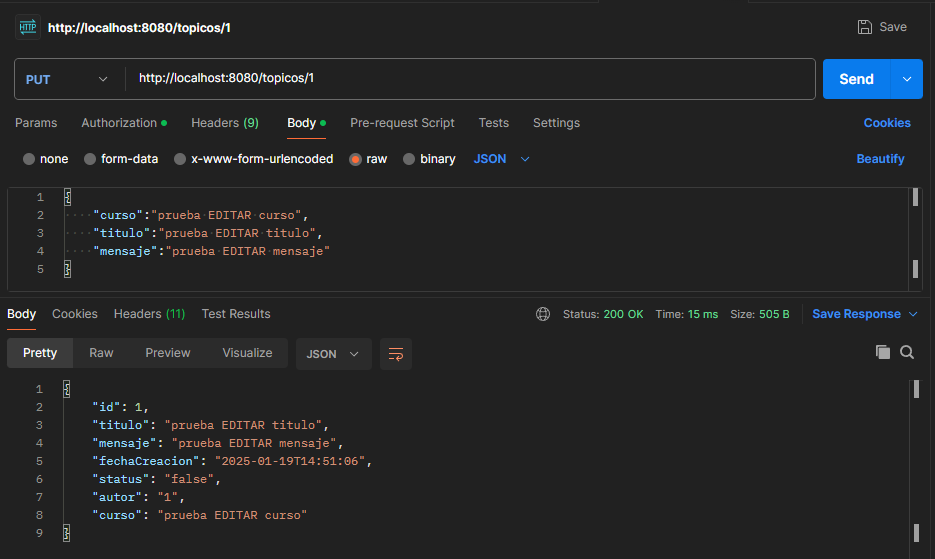 HTTP http://localhost:8080/topicos/1 Save
PUT http://localhost:8080/topicos/1 Send
Params Authorization Headers (9) Body Pre-request Script Tests Settings Cookies
none form-data x-www-form-urlencoded raw binary JSON Beautify
1 {
2 "curso":"prueba EDITAR curso",
3 "titulo":"prueba EDITAR titulo",
4 "mensaje":"prueba EDITAR mensaje"
5 }
Body Cookies Headers (11) Test Results Status: 200 OK Time: 15 ms Size: 505 B Save Response
Pretty Raw Preview Visualize JSON
1 {
2 "id": 1,
3 "titulo": "prueba EDITAR titulo",
4 "mensaje": "prueba EDITAR mensaje",
5 "fechaCreacion": "2025-01-19T14:51:06",
6 "status": "false",
7 "autor": "1",
8 "curso": "prueba EDITAR curso"
9 }